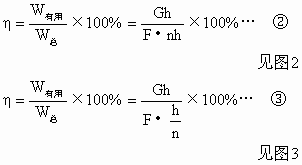 η = W有用/W总 ×100% = Gh/F•nh ×100%… ②
见图2
η = W有用/W总 ×100% = Gh/(F•h/n) ×100%… ③
见图3